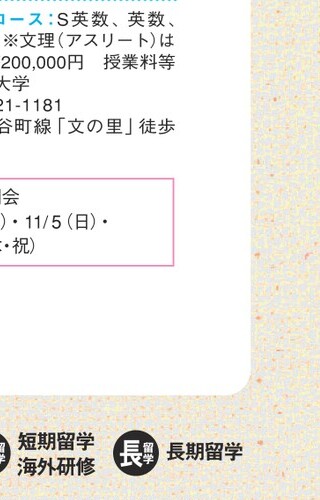 コース：S英数、英数、
※文理（アスリート）は
200,000円　授業料等
大学
21-1181
谷町線「文の里」徒歩
会
）・11/5（日）・
・祝）
学 短期留学
海外研修
長 留学 長期留学